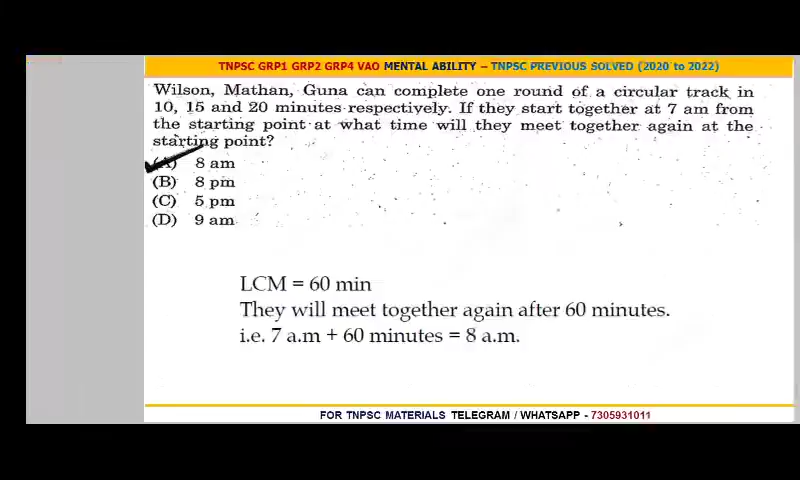 TNPSC GRP1 GRP2 GRP4 VAO MENTAL ABILITY – TNPSC PREVIOUS SOLVED (2020 to 2022)
Wilson, Mathan, Guna can complete one round of a circular track in
10, 15 and 20 minutes respectively. If they start together at 7 am from
the starting point at what time will they meet together again at the
starting point?
(A) 8 am
(B) 8 pm
(C) 5 pm
(D) 9 am
LCM = 60 min
They will meet together again after 60 minutes.
i.e. 7 a.m + 60 minutes = 8 a.m.
FOR TNPSC MATERIALS TELEGRAM / WHATSAPP - 7305931011